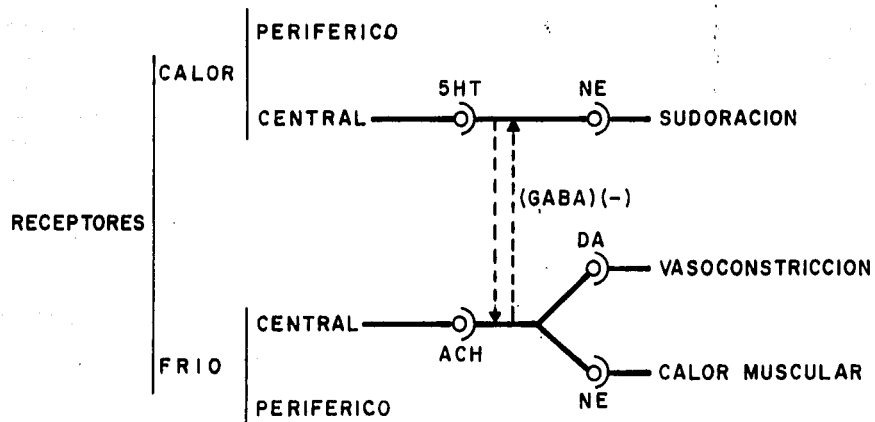 PERIFERICO
CALOR
5HT NE
CENTRAL SUDORACION
(GABA)(-)
RECEPTORES
DA
VASOCONSTRICCION
CENTRAL
ACH
FRIO CALOR MUSCULAR
NE
PERIFERICO